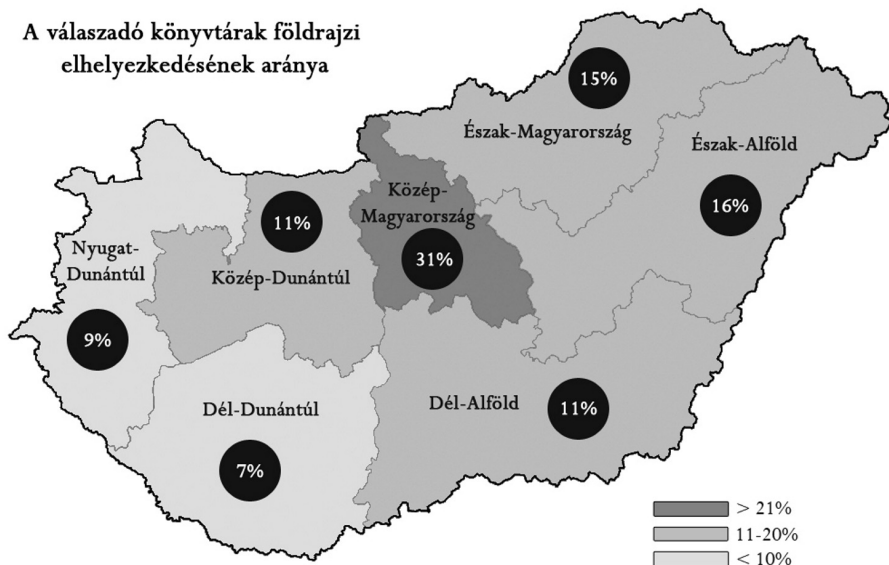 A válaszadó könyvtárak földrajzi
elhelyezkedésének aránya
15%
Észak-Magyarország
Észak-Alföld
16%
Közép-
Magyarország
31%
11%
Közép-Dunántúl
Nyugat-
Dunántúl
9%
Dél-Dunántúl
7%
Dél-Alföld
11%
> 21%
11-20%
< 10%